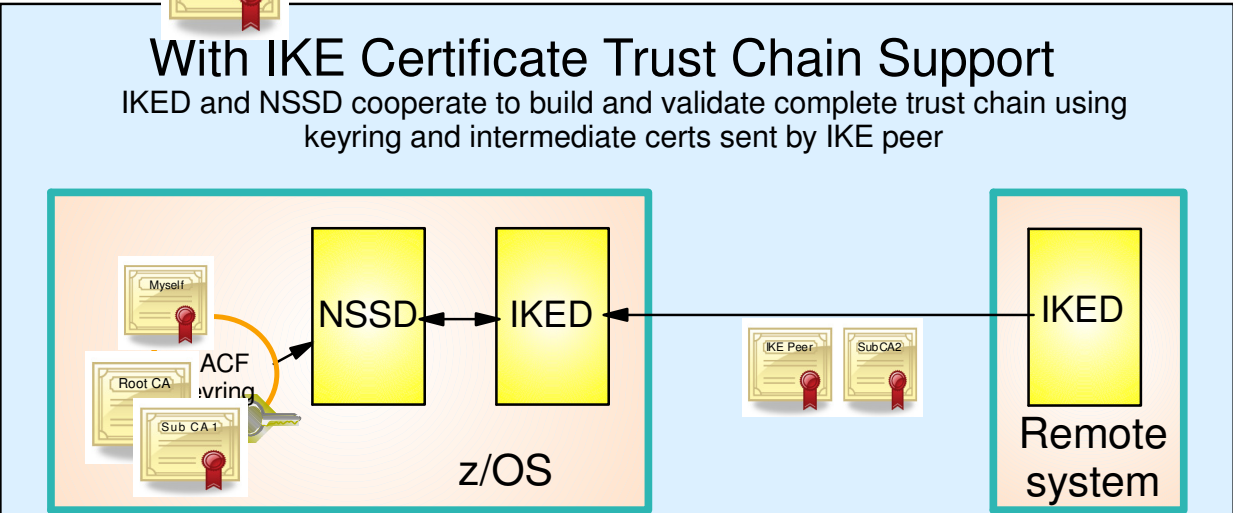 With IKE Certificate Trust Chain Support
IKED and NSSD cooperate to build and validate complete trust chain using
keyring and intermediate certs sent by IKE peer
Myself
NSSD
IKED
IKED
ACF
eyring
Root CA
Sub CA 1
IKE Peer
SubCA2
z/OS
Remote
system